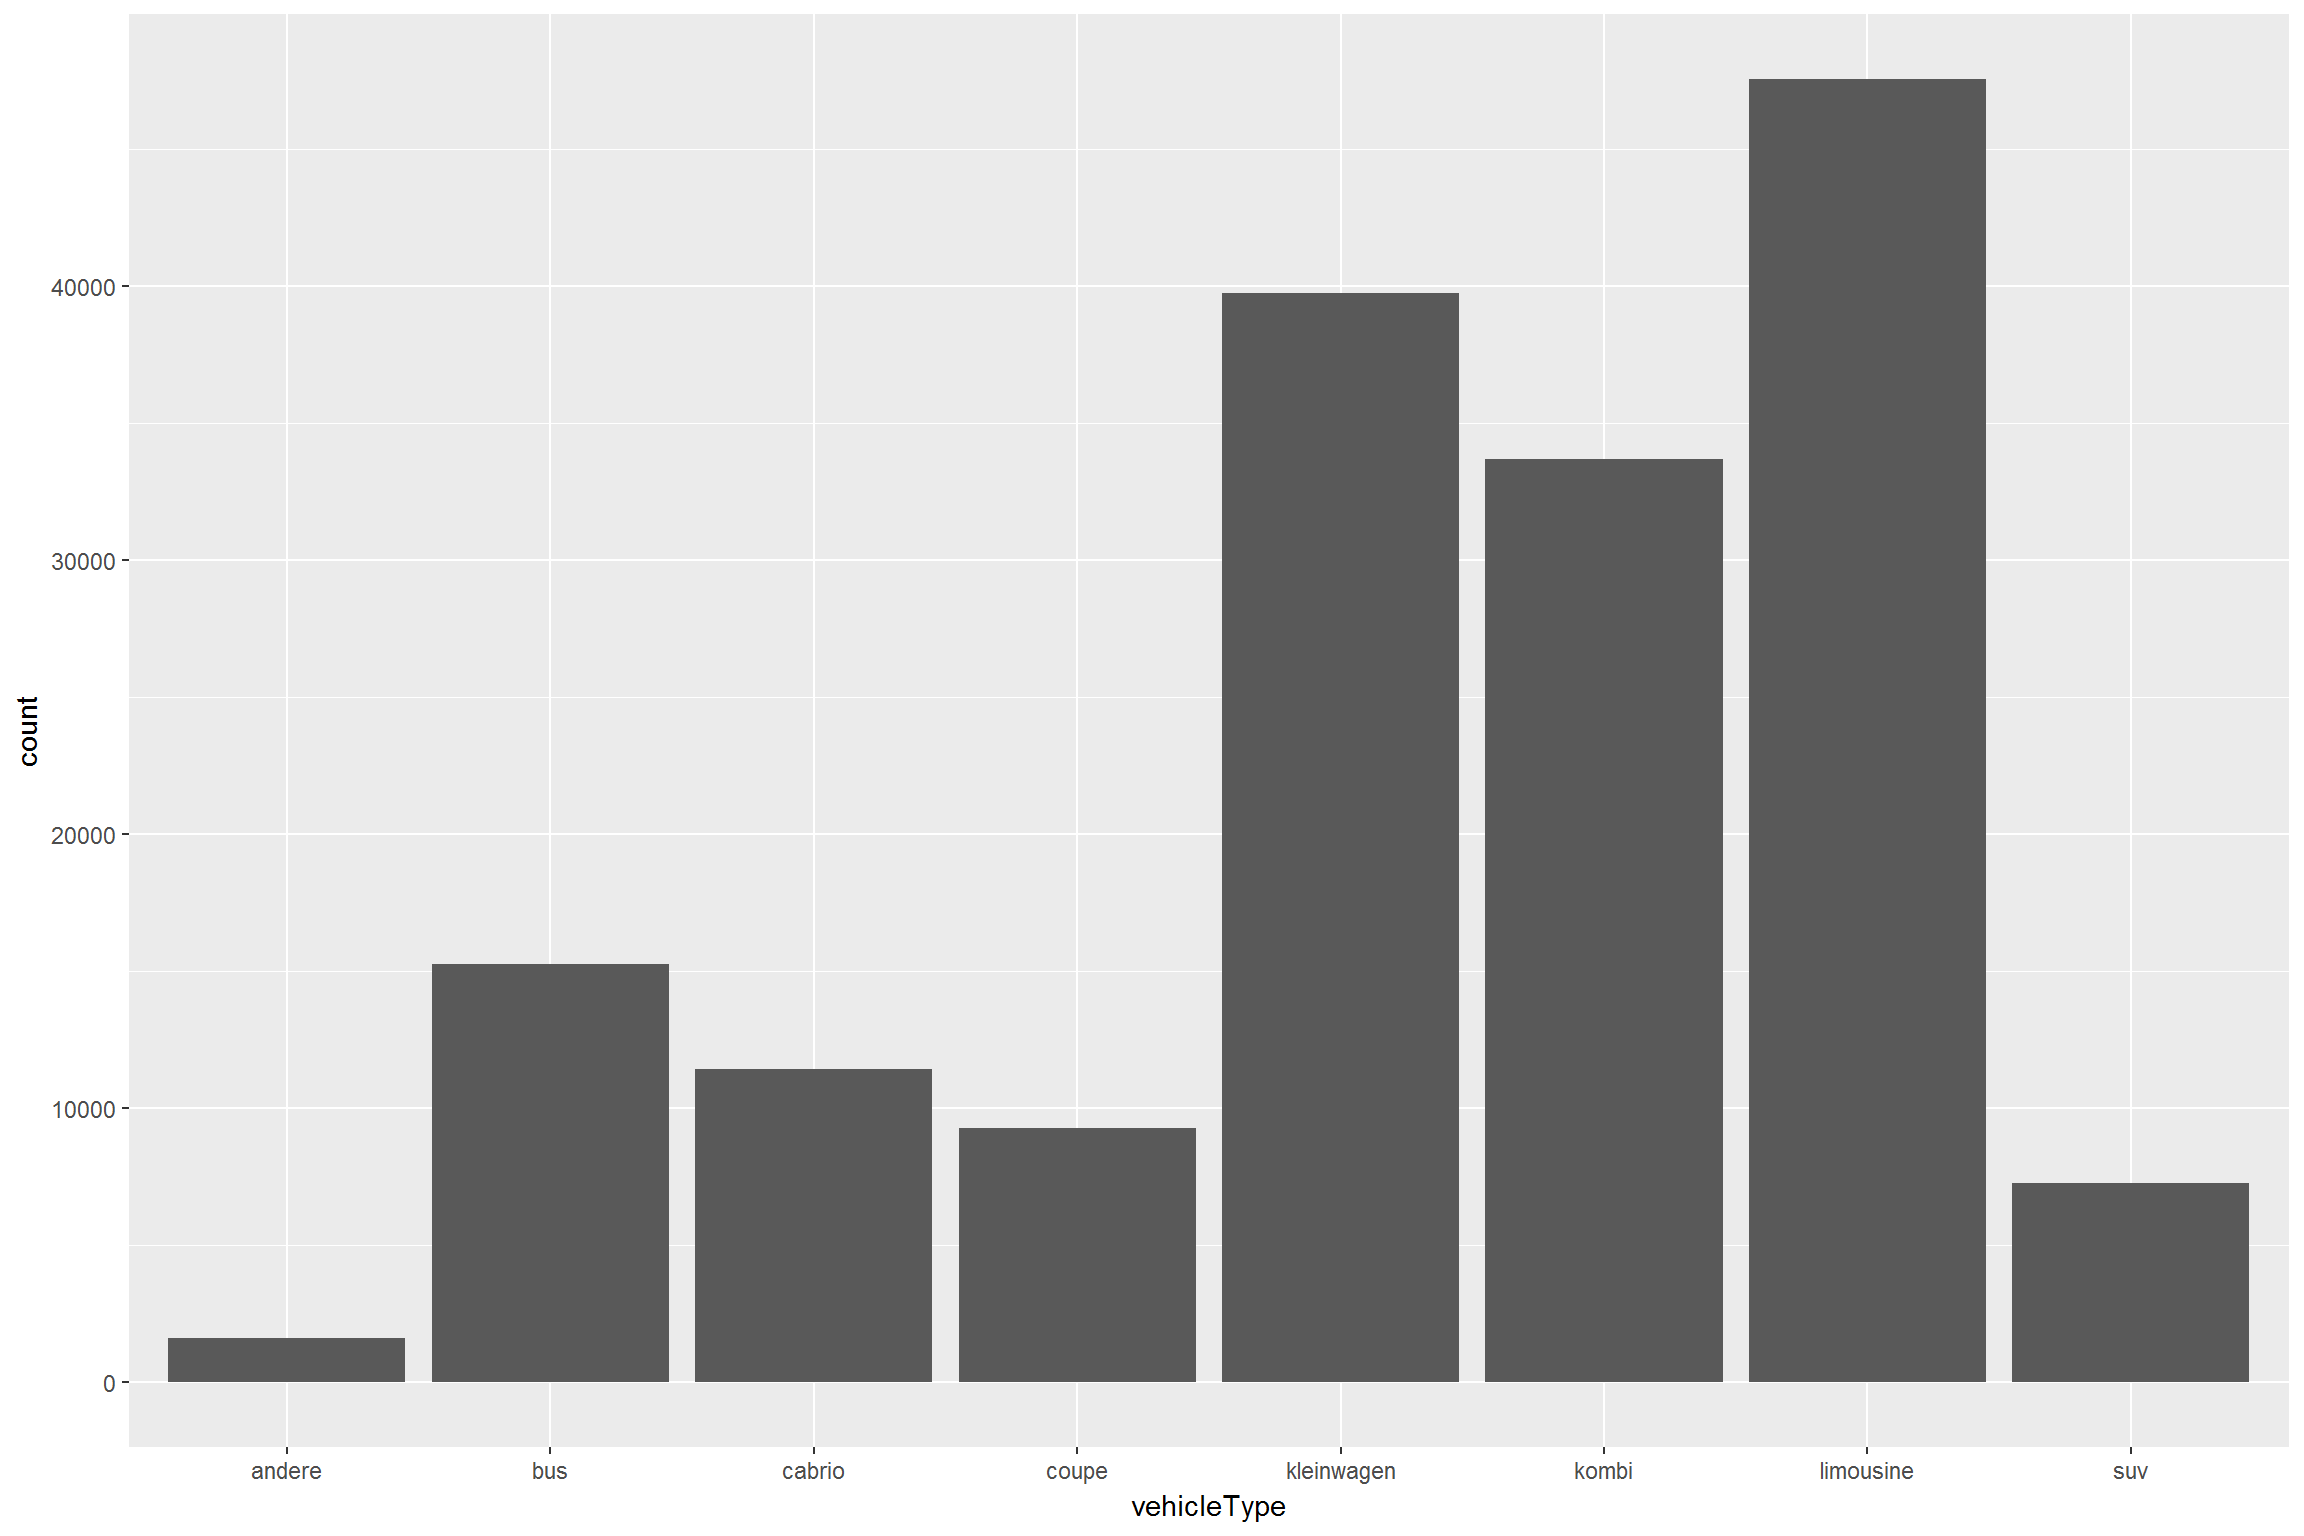 count
40000
30000
20000
10000
0
andere bus cabrio coupe kleinwagen kombi limousine suv
vehicleType